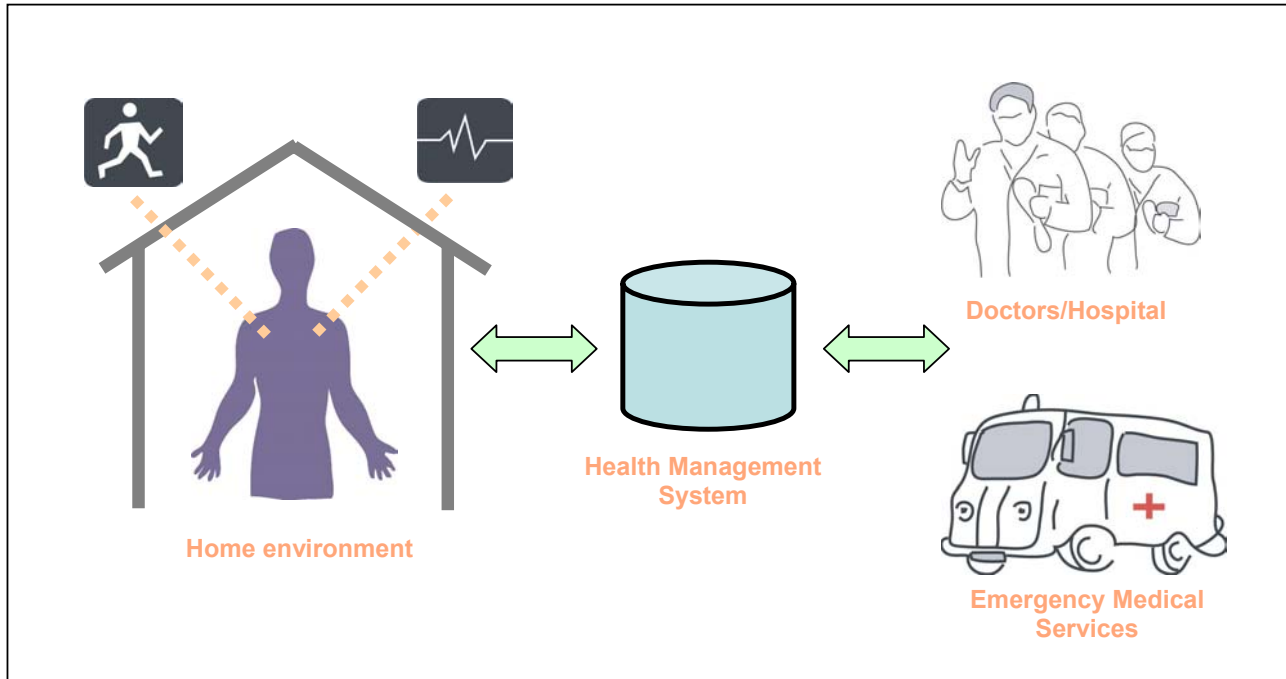 Doctors/Hospital
Health Management
System
Home environment
Emergency Medical
Services